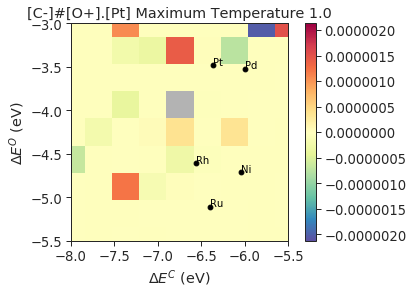 [C-]#[O+].[Pt] Maximum Temperature 1.0
−3.0
−3.5
−4.0
−4.5
−5.0
−5.5
ΔE^O (eV)
Pt
Pd
Rh
Ni
Ru
−8.0 −7.5 −7.0 −6.5 −6.0 −5.5
ΔE^C (eV)
0.0000020
0.0000015
0.0000010
0.0000005
0.0000000
−0.0000005
−0.0000010
−0.0000015
−0.0000020